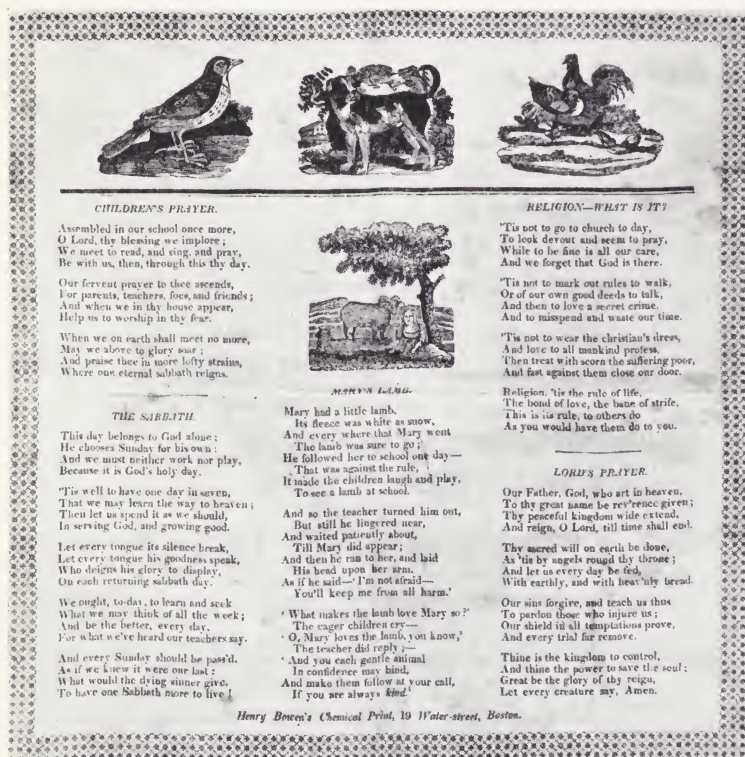 CHILDREN'S PRAYER.
Assembled in our school once more,
O Lord, thy blessing we implore;
We meet to read, and sing, and pray,
Be with us, then, through this thy day.
Our fervent prayer to thee ascends,
For parents, teachers, foes, and friends;
And when we in thy house appear,
Help us to worship in thy fear.
When we on earth shall meet no more,
May we above to glory soar;
And praise thee in more lofty strains,
Where one eternal sabbath reigns.
THE SABBATH.
This day belongs to God alone;
He chooses Sunday for his own:
And we must neither work nor play,
Because it is God's holy day.
'Tis well to have one day in seven,
That we may learn the way to heaven;
Then let us spend it as we should,
In serving God, and growing good.
Let every tongue its silence break,
Let every tongue his goodness speak,
Who deigns his glory to display,
On each returning sabbath day.
We ought, to-day, to learn and seek
What we may think of all the week;
And be the better, every day,
For what we've heard our teachers say.
And every Sunday should be pass'd,
As if we knew it were our last:
What would the dying sinner give,
To have one Sabbath more to live!
MARY'S LAMB.
Mary had a little lamb,
Its fleece was white as snow,
And every where that Mary went
The lamb was sure to go;
He followed her to school one day—
That was against the rule,
It made the children laugh and play,
To see a lamb at school.
And so the teacher turned him out,
But still he lingered near,
And waited patiently about,
Till Mary did appear;
And then he ran to her, and laid
His head upon her arm,
As if he said—'I'm not afraid—
You'll keep me from all harm.'
'What makes the lamb love Mary so?'
The eager children cry—
'O, Mary loves the lamb, you know,'
The teacher did reply;—
'And you each gentle animal
In confidence may bind,
And make them follow at your call,
If you are always kind.'
RELIGION—WHAT IS IT?
'Tis not to go to church to day,
To look devout and seem to pray,
While to be fine is all our care,
And we forget that God is there.
'Tis not to mark out rules to walk,
Or of our own good deeds to talk,
And then to love a secret crime.
And to misspend and waste our time.
'Tis not to wear the christian's dress,
And love to all mankind profess,
Then treat with scorn the suffering poor,
And fast against them close our door.
Religion, 'tis the rule of life,
The bond of love, the bane of strife,
This is its rule, to others do
As you would have them do to you.
LORD'S PRAYER.
Our Father, God, who art in heaven,
To thy great name be rev'rence given;
Thy peaceful kingdom wide extend,
And reign, O Lord, till time shall end.
Thy sacred will on earth be done,
As 'tis by angels round thy throne;
And let us every day be fed,
With earthly, and with heav'nly bread.
Our sins forgive, and teach us thus
To pardon those who injure us;
Our shield in all temptations prove,
And every trial far remove.
Thine is the kingdom to control,
And thine the power to save the soul;
Great be the glory of thy reign,
Let every creature say, Amen.
Henry Bowen's Chemical Print, 19 Water-street, Boston.